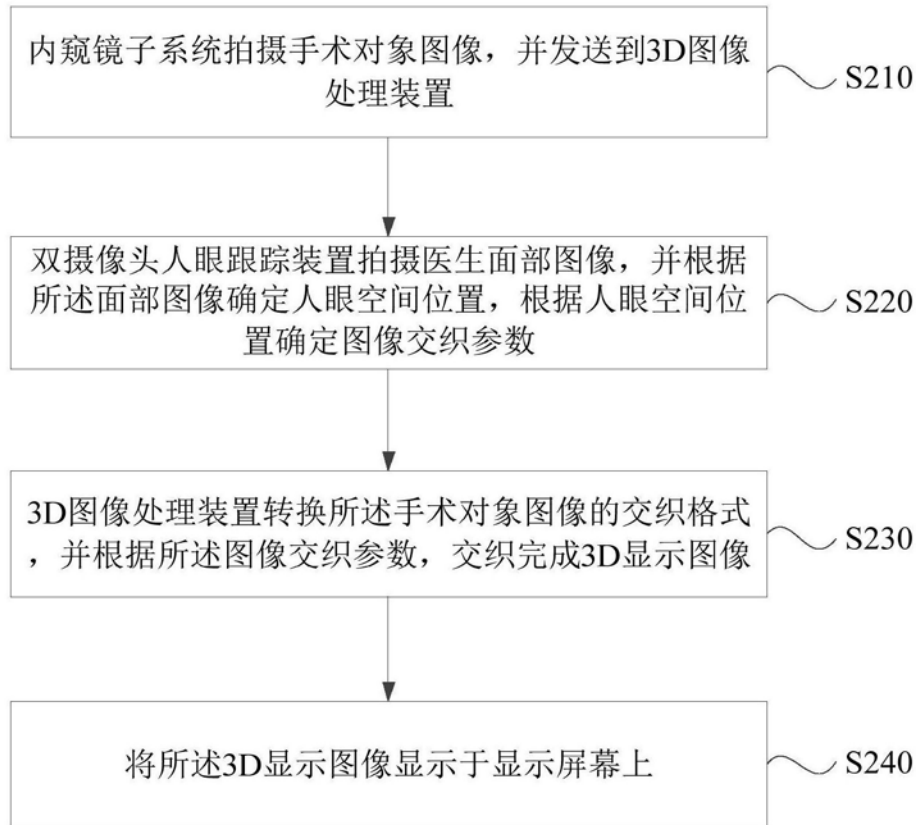 内窥镜子系统拍摄手术对象图像，并发送到3D图像
处理装置
S210
双摄像头人眼跟踪装置拍摄医生面部图像，并根据
所述面部图像确定人眼空间位置，根据人眼空间位
置确定图像交织参数
S220
3D图像处理装置转换所述手术对象图像的交织格式
，并根据所述图像交织参数，交织完成3D显示图像
S230
将所述3D显示图像显示于显示屏幕上
S240